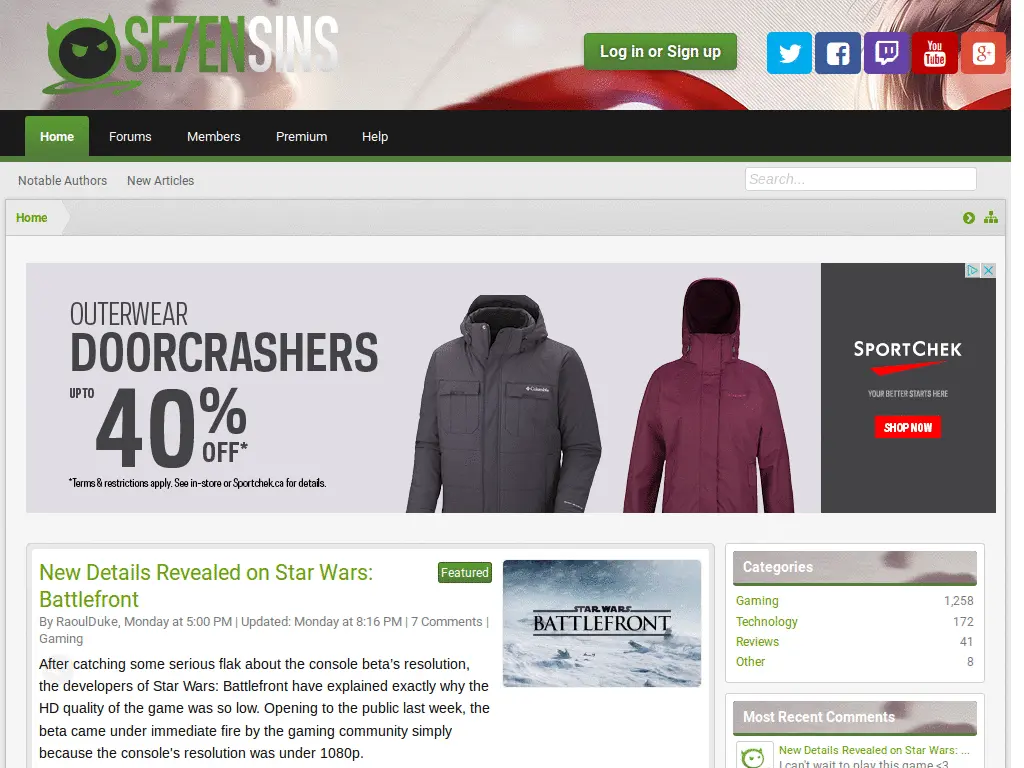 SE7ENSINS
Log in or Sign up
You
Tube
g+
Home
Forums
Members
Premium
Help
Notable Authors
New Articles
Search...
Home
OUTERWEAR
DOORCRASHERS
UP TO
40%
OFF*
*Terms & restrictions apply. See in-store or Sportchek.ca for details.
Columbia
SPORTCHEK
YOUR BETTER STARTS HERE
SHOP NOW
New Details Revealed on Star Wars:
Battlefront
Featured
By RaoulDuke, Monday at 5:00 PM | Updated: Monday at 8:16 PM | 7 Comments |
Gaming
After catching some serious flak about the console beta's resolution,
the developers of Star Wars: Battlefront have explained exactly why the
HD quality of the game was so low. Opening to the public last week, the
beta came under immediate fire by the gaming community simply
because the console's resolution was under 1080p.
STAR WARS
BATTLEFRONT
Categories
Gaming 1,258
Technology 172
Reviews 41
Other 8
Most Recent Comments
New Details Revealed on Star Wars: ...
I can't wait to play this game <3